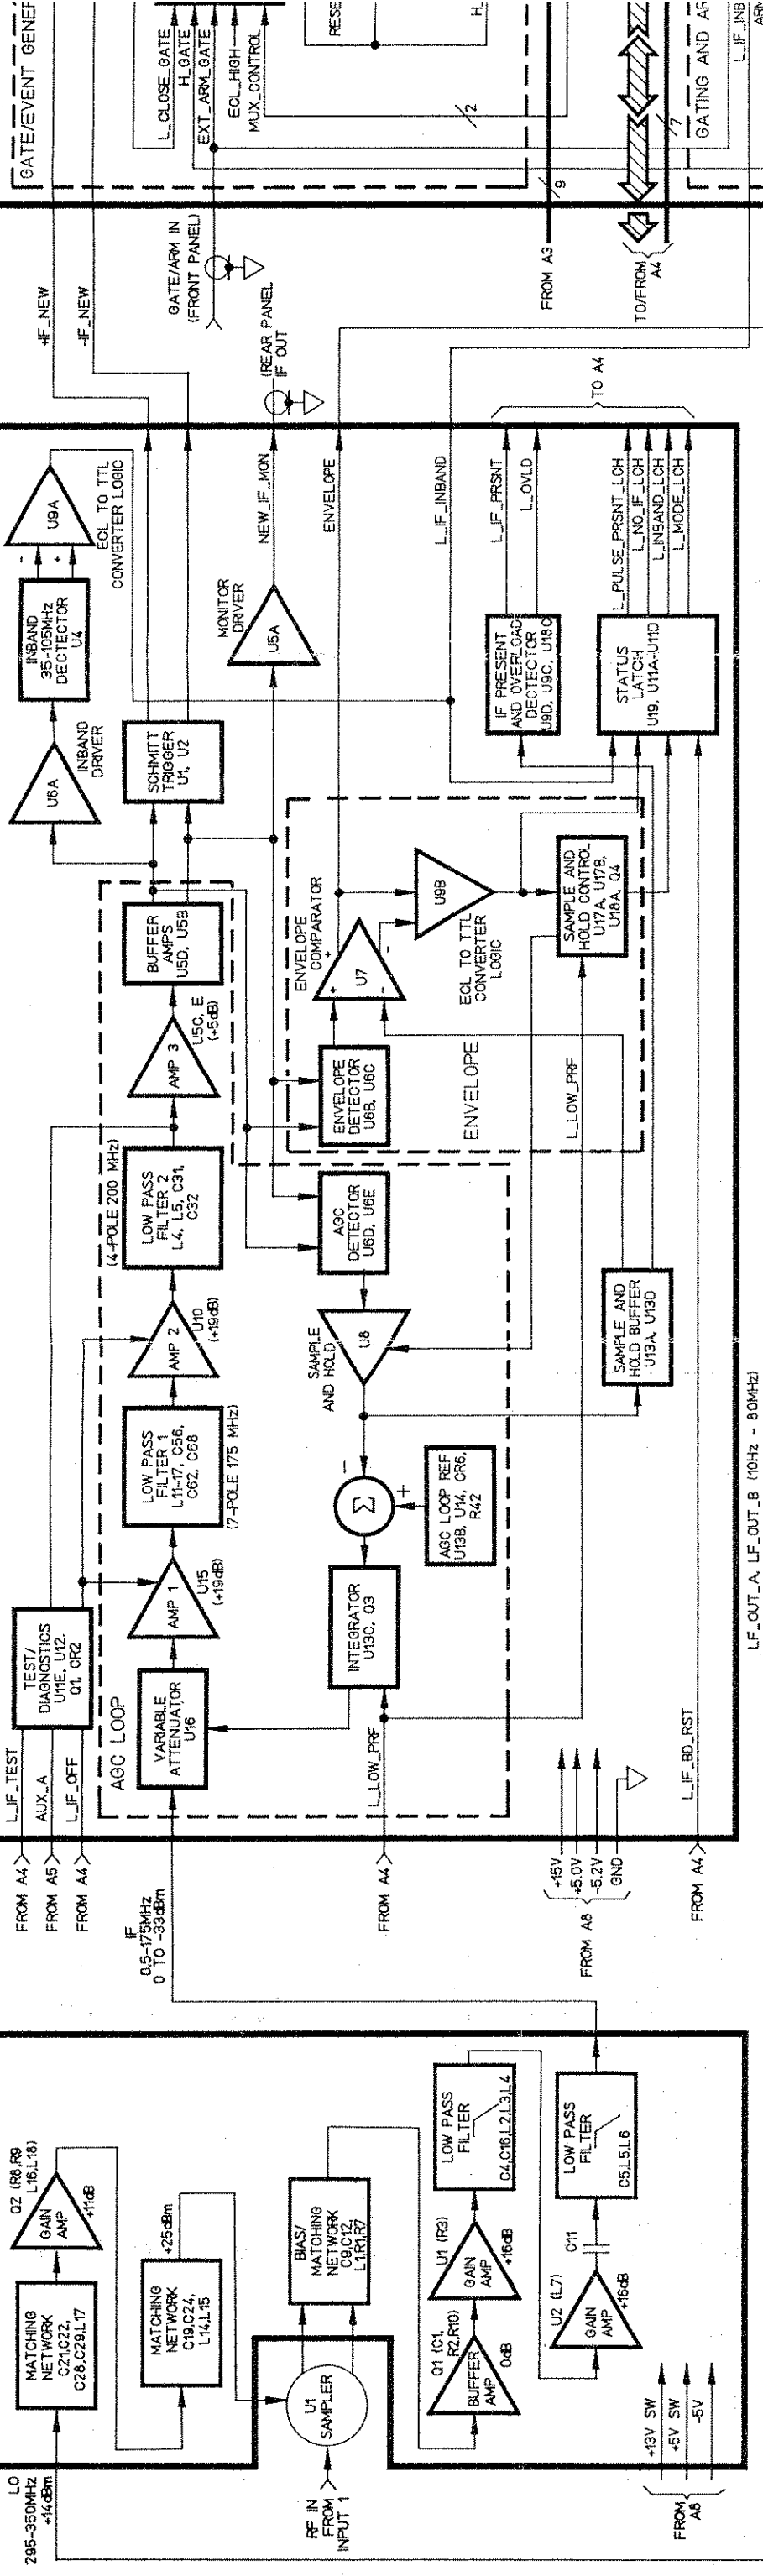 LO
295-350MHz
+14dBm
MATCHING
NETWORK
C21,C22,
C28,C29,L17
Q2 (R8,R9
L16,L18)
GAIN
AMP
+11dB
MATCHING
NETWORK
C19,C24,
L14,L15
+25dBm
RF IN
FROM
INPUT 1
U1
SAMPLER
BIAS/
MATCHING
NETWORK
C9,C12,
L1,R1,R7
Q1 (C1,
R2,R10)
BUFFER
AMP
0dB
U1 (R3)
GAIN
AMP
+16dB
LOW PASS
FILTER
C4,C16,L2,L3,L4
U2 (L7)
GAIN
AMP
+16dB
C11
LOW PASS
FILTER
C5,L5,L6
+13V SW
+5V SW
-5V
FROM
A8
IF
0.5-175MHz
0 TO -33dBm
FROM A4
FROM A5
FROM A4
L_IF_TEST
AUX_A
L_IF_OFF
TEST/
DIAGNOSTICS
U11E, U12,
Q1, CR2
AGC LOOP
VARIABLE
ATTENUATOR
U16
AMP 1
U15
(+19dB)
LOW PASS
FILTER 1
L11-17, C56,
C62, C68
(7-POLE 175 MHz)
AMP 2
U10
(+19dB)
(4-POLE 200 MHz)
LOW PASS
FILTER 2
L4, L5, C31,
C32
AMP 3
U5C, E
(+5dB)
BUFFER
AMPS
U5D, U5B
U6A
INBAND
DRIVER
INBAND
35-105MHz
DECTECTOR
U4
-
+
U9A
ECL TO TTL
CONVERTER LOGIC
SCHMITT
TRIGGER
U1, U2
MONITOR
DRIVER
U5A
NEW_IF_MON
(REAR PANEL
IF OUT
+IF_NEW
-IF_NEW
FROM A4
L_LOW_PRF
INTEGRATOR
U13C, Q3
Σ
-
+
AGC LOOP REF
U13B, U14, CR6,
R42
SAMPLE
AND HOLD
U8
AGC
DETECTOR
U6D, U6E
ENVELOPE
DETECTOR
U6B, U6C
ENVELOPE
ENVELOPE
COMPARATOR
+
-
U7
+
-
U9B
ECL TO TTL
CONVERTER
LOGIC
L_LOW_PRF
SAMPLE AND
HOLD CONTROL
U17A, U17B,
U18A, Q4
SAMPLE AND
HOLD BUFFER
U13A, U13D
IF PRESENT
AND OVERLOAD
DECTECTOR
U9D, U9C, U18C
STATUS
LATCH
U19, U11A-U11D
ENVELOPE
L_IF_INBAND
L_IF_PRSNT
L_OVLD
L_PULSE_PRSNT_LCH
L_NO_IF_LCH
L_INBAND_LCH
L_MODE_LCH
TO A4
+15V
+5.0V
-5.2V
GND
FROM A8
FROM A4
L_IF_BD_RST
LF_OUT_A, LF_OUT_B (10Hz - 80MHz)
GATE/EVENT GENER
GATE/ARM IN
(FRONT PANEL)
L_CLOSE_GATE
H_GATE
EXT_ARM_GATE
ECL_HIGH
MUX_CONTROL
RESE
H_
2
FROM A3
9
TO/FROM
A4
7
GATING AND AR
L_IF_INB
ARM